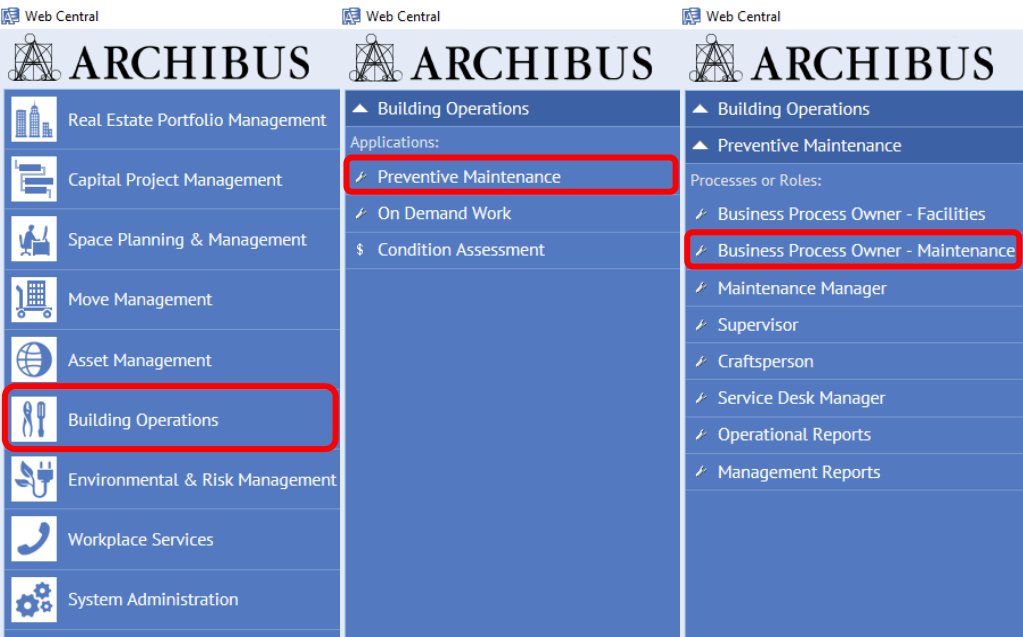 Web Central
ARCHIBUS
Real Estate Portfolio Management
Capital Project Management
Space Planning & Management
Move Management
Asset Management
Building Operations
Environmental & Risk Management
Workplace Services
System Administration
Web Central
ARCHIBUS
Building Operations
Applications:
Preventive Maintenance
On Demand Work
$ Condition Assessment
Web Central
ARCHIBUS
Building Operations
Preventive Maintenance
Processes or Roles:
Business Process Owner - Facilities
Business Process Owner - Maintenance
Maintenance Manager
Supervisor
Craftsperson
Service Desk Manager
Operational Reports
Management Reports